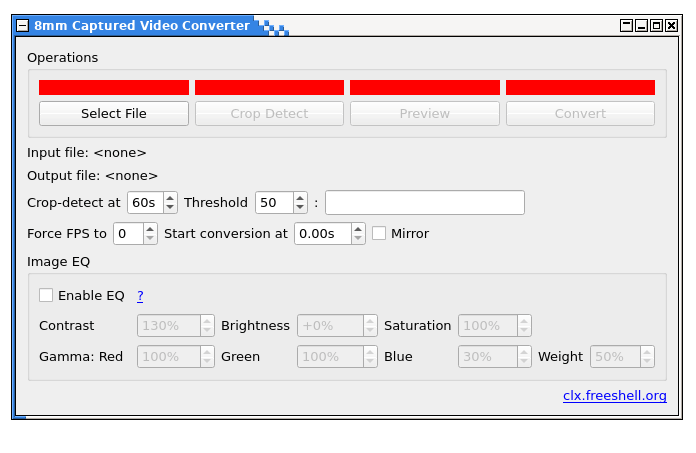 8mm Captured Video Converter
Operations
Select File Crop Detect Preview Convert
Input file: <none>
Output file: <none>
Crop-detect at 60s Threshold 50 :
Force FPS to 0 Start conversion at 0.00s Mirror
Image EQ
Enable EQ ?
Contrast 130% Brightness +0% Saturation 100%
Gamma: Red 100% Green 100% Blue 30% Weight 50%
clx.freeshell.org